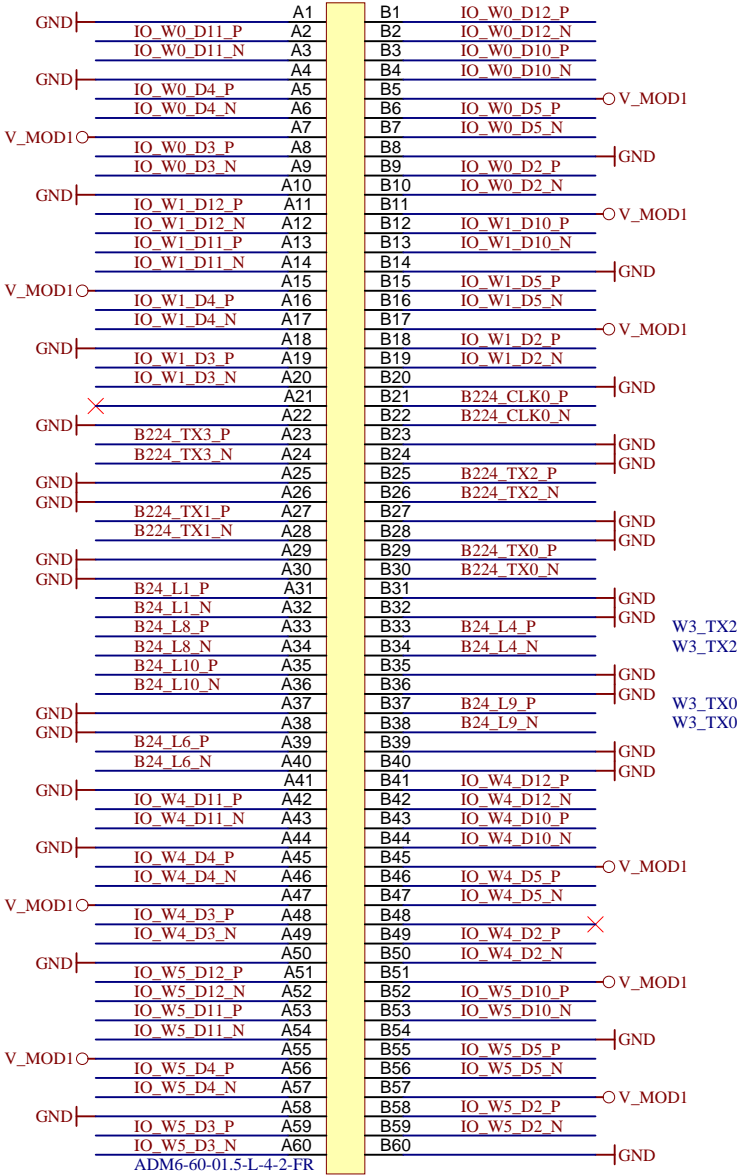 GND A1 B1 IO_W0_D12_P
IO_W0_D11_P A2 B2 IO_W0_D12_N
IO_W0_D11_N A3 B3 IO_W0_D10_P
GND A4 B4 IO_W0_D10_N
IO_W0_D4_P A5 B5 V_MOD1
IO_W0_D4_N A6 B6 IO_W0_D5_P
V_MOD1 A7 B7 IO_W0_D5_N
IO_W0_D3_P A8 B8 GND
IO_W0_D3_N A9 B9 IO_W0_D2_P
GND A10 B10 IO_W0_D2_N
IO_W1_D12_P A11 B11 V_MOD1
IO_W1_D12_N A12 B12 IO_W1_D10_P
IO_W1_D11_P A13 B13 IO_W1_D10_N
IO_W1_D11_N A14 B14 GND
V_MOD1 A15 B15 IO_W1_D5_P
IO_W1_D4_P A16 B16 IO_W1_D5_N
IO_W1_D4_N A17 B17 V_MOD1
GND A18 B18 IO_W1_D2_P
IO_W1_D3_P A19 B19 IO_W1_D2_N
IO_W1_D3_N A20 B20 GND
A21 B21 B224_CLK0_P
GND A22 B22 B224_CLK0_N
B224_TX3_P A23 B23 GND
B224_TX3_N A24 B24 GND
GND A25 B25 B224_TX2_P
GND A26 B26 B224_TX2_N
B224_TX1_P A27 B27 GND
B224_TX1_N A28 B28 GND
GND A29 B29 B224_TX0_P
GND A30 B30 B224_TX0_N
B24_L1_P A31 B31 GND
B24_L1_N A32 B32 GND
B24_L8_P A33 B33 B24_L4_P W3_TX2
B24_L8_N A34 B34 B24_L4_N W3_TX2
B24_L10_P A35 B35 GND
B24_L10_N A36 B36 GND
GND A37 B37 B24_L9_P W3_TX0
GND A38 B38 B24_L9_N W3_TX0
B24_L6_P A39 B39 GND
B24_L6_N A40 B40 GND
GND A41 B41 IO_W4_D12_P
IO_W4_D11_P A42 B42 IO_W4_D12_N
IO_W4_D11_N A43 B43 IO_W4_D10_P
GND A44 B44 IO_W4_D10_N
IO_W4_D4_P A45 B45 V_MOD1
IO_W4_D4_N A46 B46 IO_W4_D5_P
V_MOD1 A47 B47 IO_W4_D5_N
IO_W4_D3_P A48 B48
IO_W4_D3_N A49 B49 IO_W4_D2_P
GND A50 B50 IO_W4_D2_N
IO_W5_D12_P A51 B51 V_MOD1
IO_W5_D12_N A52 B52 IO_W5_D10_P
IO_W5_D11_P A53 B53 IO_W5_D10_N
IO_W5_D11_N A54 B54 GND
V_MOD1 A55 B55 IO_W5_D5_P
IO_W5_D4_P A56 B56 IO_W5_D5_N
IO_W5_D4_N A57 B57 V_MOD1
GND A58 B58 IO_W5_D2_P
IO_W5_D3_P A59 B59 IO_W5_D2_N
IO_W5_D3_N A60 B60 GND
ADM6-60-01.5-L-4-2-FR